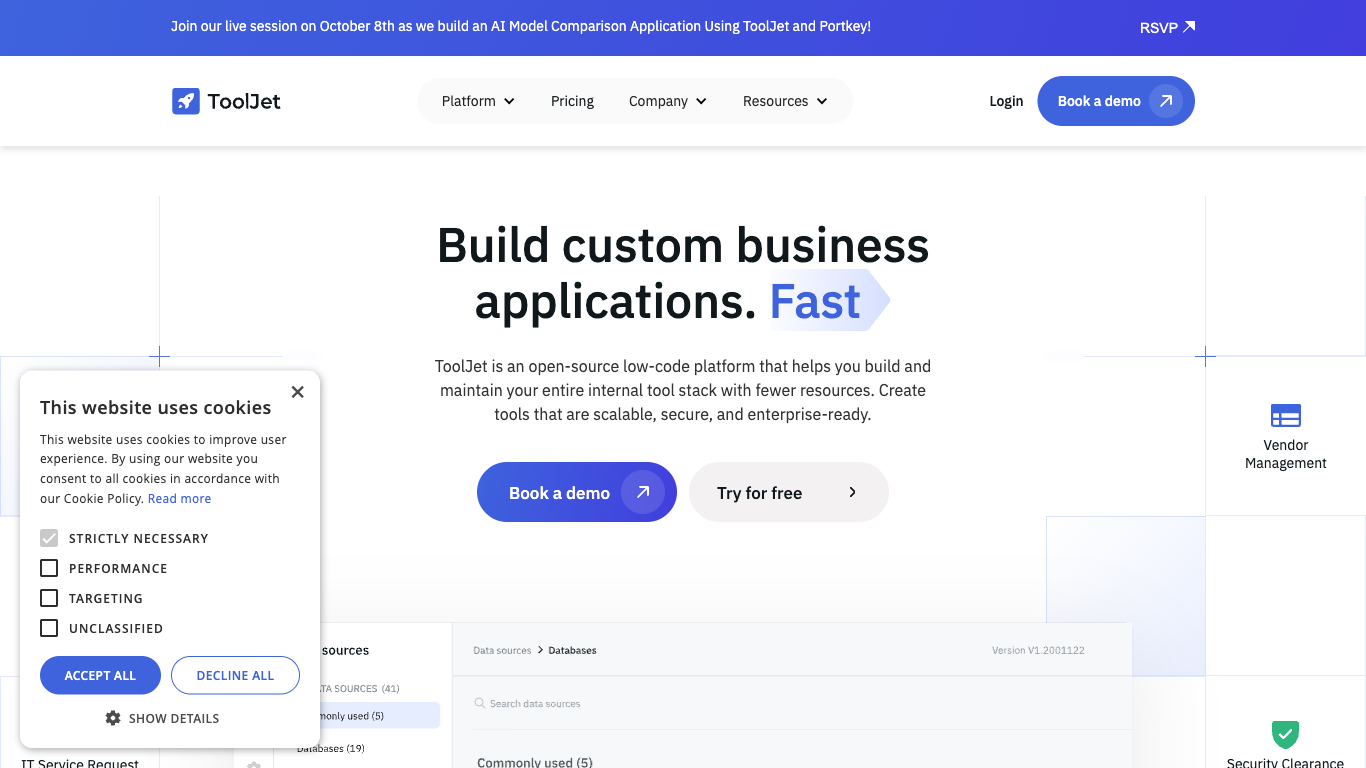 Join our live session on October 8th as we build an AI Model Comparison Application Using ToolJet and Portkey!
RSVP
ToolJet
Platform
Pricing
Company
Resources
Login
Book a demo
Build custom business
applications. Fast
ToolJet is an open-source low-code platform that helps you build and
maintain your entire internal tool stack with fewer resources. Create
tools that are scalable, secure, and enterprise-ready.
Book a demo
Try for free
Vendor
Management
This website uses cookies
This website uses cookies to improve user
experience. By using our website you
consent to all cookies in accordance with
our Cookie Policy. Read more
STRICTLY NECESSARY
PERFORMANCE
TARGETING
UNCLASSIFIED
ACCEPT ALL
DECLINE ALL
SHOW DETAILS
sources
SOURCES (41)
used (5)
Databases (19)
Data sources > Databases
Version V1.2001122
Search data sources
Commonly used (5)
IT Service Request
Security Clearance